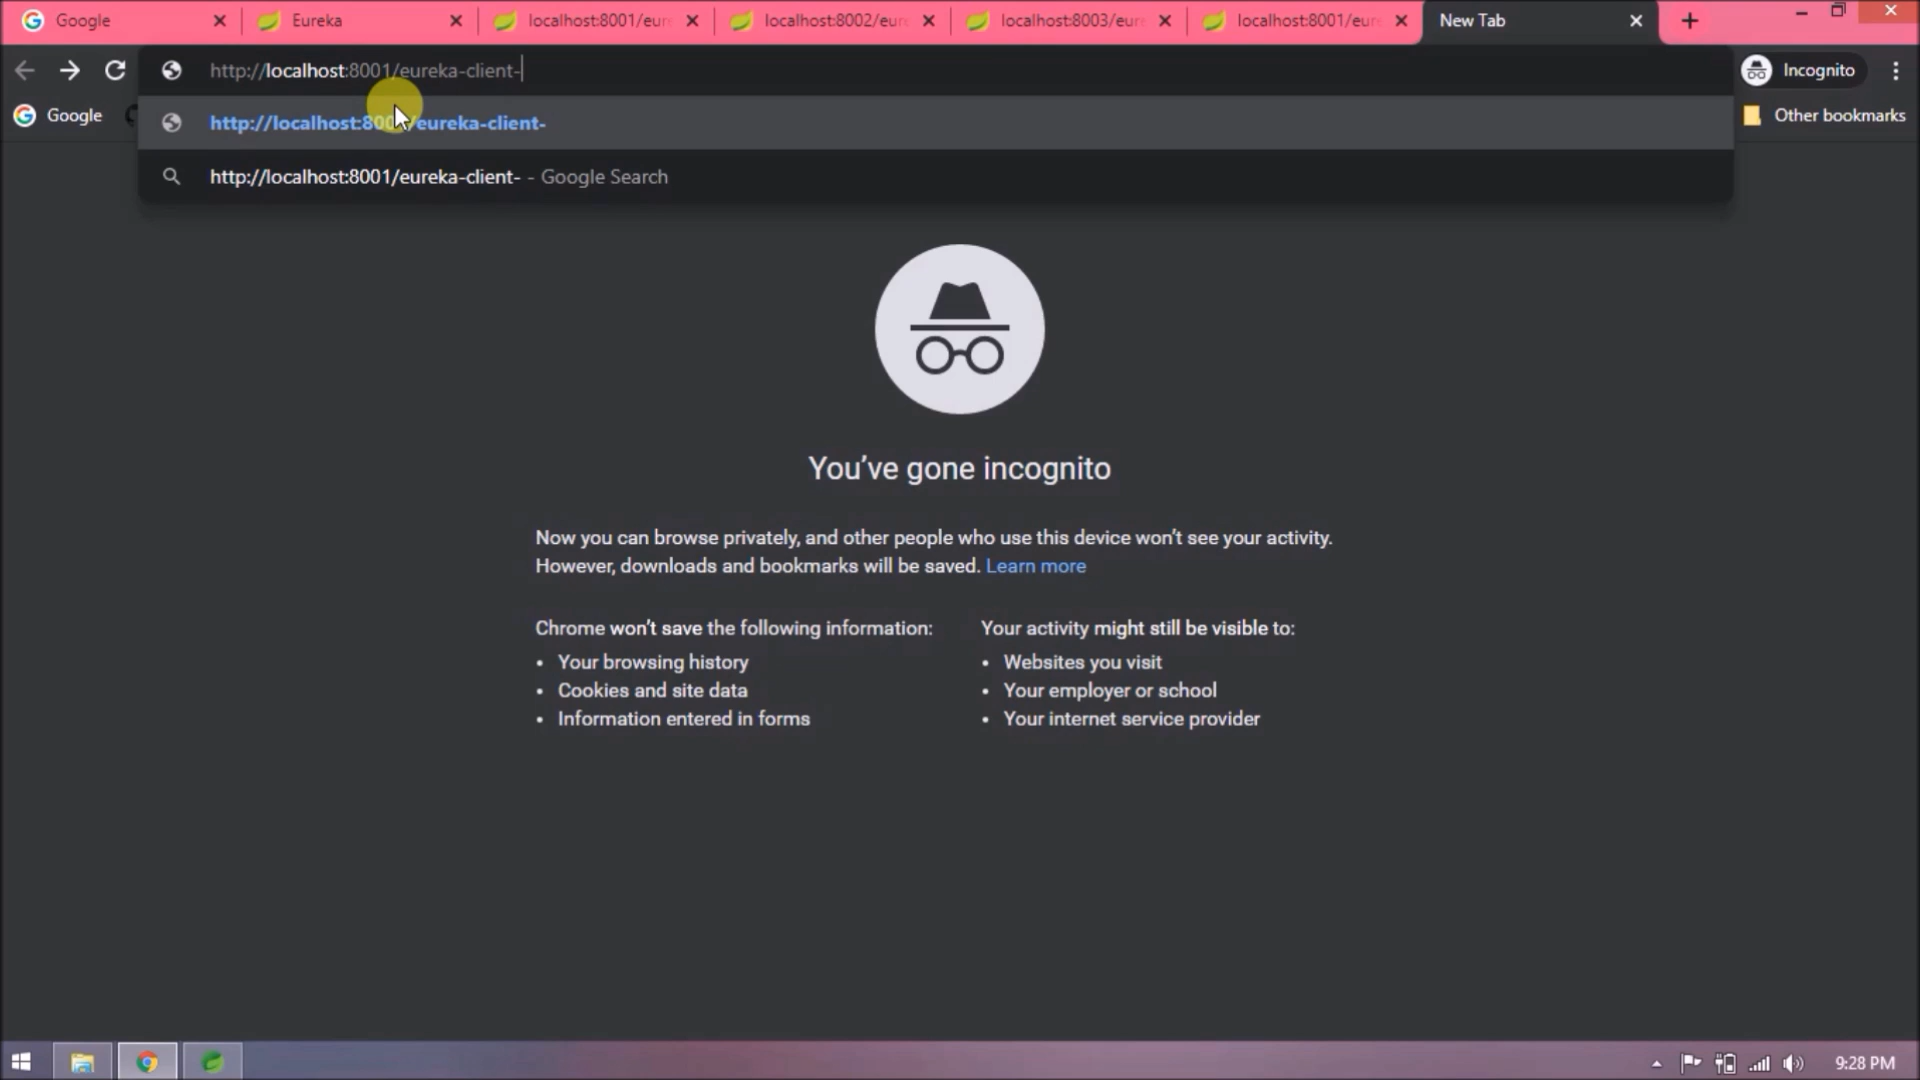 Google
Eureka
localhost:8001/eur
localhost:8002/eur
localhost:8003/eur
localhost:8001/eur
New Tab
http://localhost:8001/eureka-client-
Incognito
Google
http://localhost:800 /eureka-client-
Other bookmarks
http://localhost:8001/eureka-client- - Google Search
You've gone incognito
Now you can browse privately, and other people who use this device won't see your activity.
However, downloads and bookmarks will be saved. Learn more
Chrome won't save the following information:
• Your browsing history
• Cookies and site data
• Information entered in forms
Your activity might still be visible to:
• Websites you visit
• Your employer or school
• Your internet service provider
9:28 PM